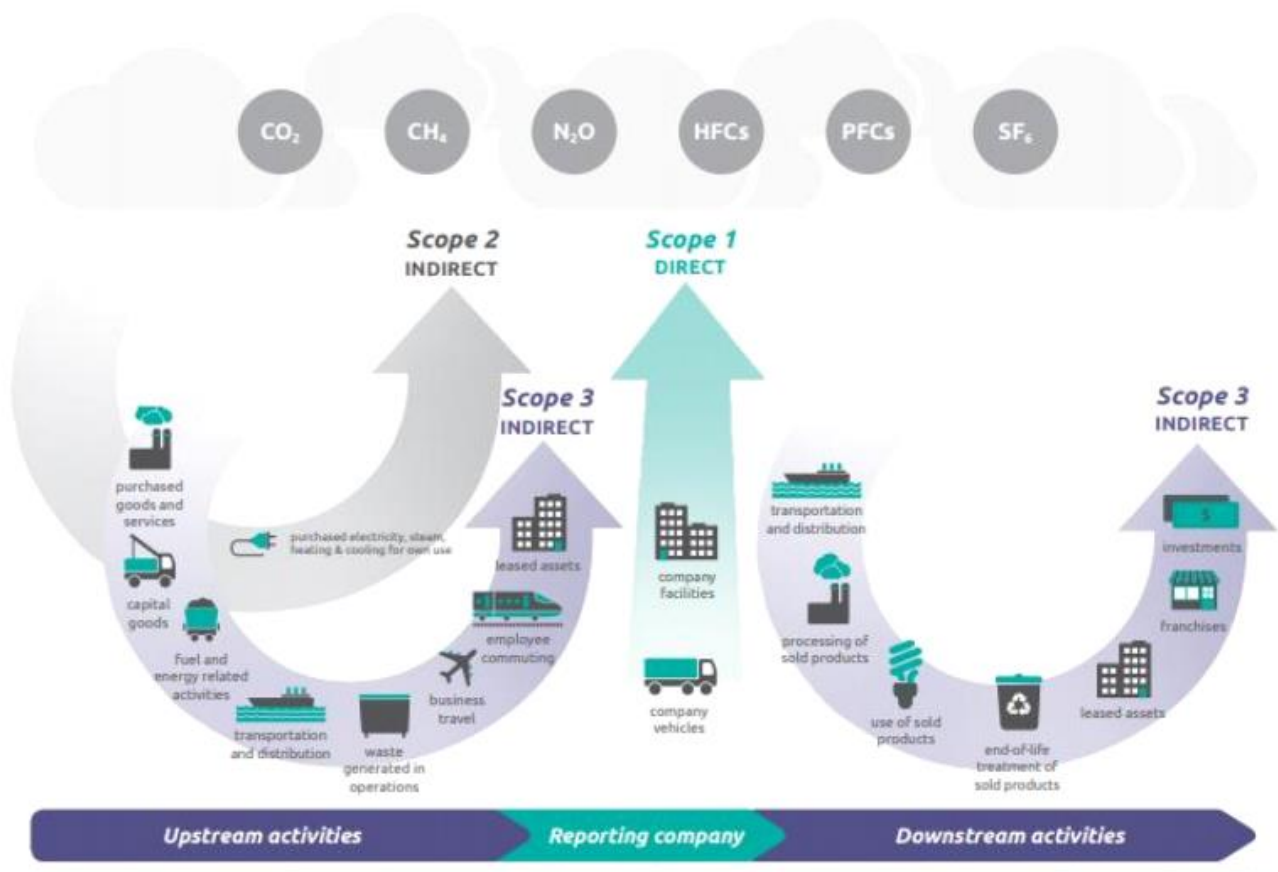 CO₂
CH₄
N₂O
HFCs
PFCs
SF₆
Scope 2
INDIRECT
Scope 1
DIRECT
Scope 3
INDIRECT
Scope 3
INDIRECT
purchased
goods and
services
capital
goods
fuel and
energy related
activities
transportation
and distribution
waste
generated in
operations
business
travel
employee
commuting
leased assets
purchased electricity, steam,
heating & cooling for own use
company
facilities
company
vehicles
transportation
and distribution
processing of
sold products
use of sold
products
end-of-life
treatment of
sold products
leased assets
franchises
investments
$
Upstream activities
Reporting company
Downstream activities